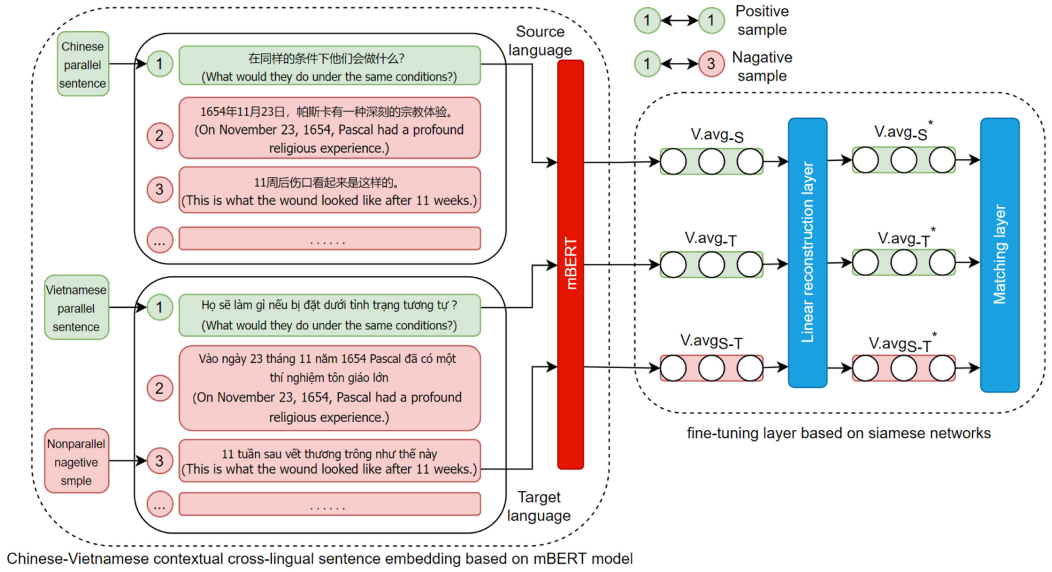 Chinese
parallel
sentence
1
在同样的条件下他们会做什么?
(What would they do under the same conditions?)
2
1654年11月23日，帕斯卡有一种深刻的宗教体验。
(On November 23, 1654, Pascal had a profound
religious experience.)
3
11周后伤口看起来是这样的。
(This is what the wound looked like after 11 weeks.)
...
......
Source
language
Vietnamese
parallel
sentence
1
Họ sẽ làm gì nếu bị đặt dưới tình trạng tương tự ?
(What would they do under the same conditions?)
2
Vào ngày 23 tháng 11 năm 1654 Pascal đã có một
thí nghiệm tôn giáo lớn
(On November 23, 1654, Pascal had a profound
religious experience.)
Nonparallel
nagetive
smple
3
11 tuần sau vết thương trông như thế này
(This is what the wound looked like after 11 weeks.)
...
......
Target
language
mBERT
Chinese-Vietnamese contextual cross-lingual sentence embedding based on mBERT model
1
1
Positive
sample
1
3
Nagative
sample
V.avg-S
V.avg-T
V.avgS-T
Linear reconstruction layer
V.avg-S*
V.avg-T*
V.avgS-T*
Matching layer
fine-tuning layer based on siamese networks